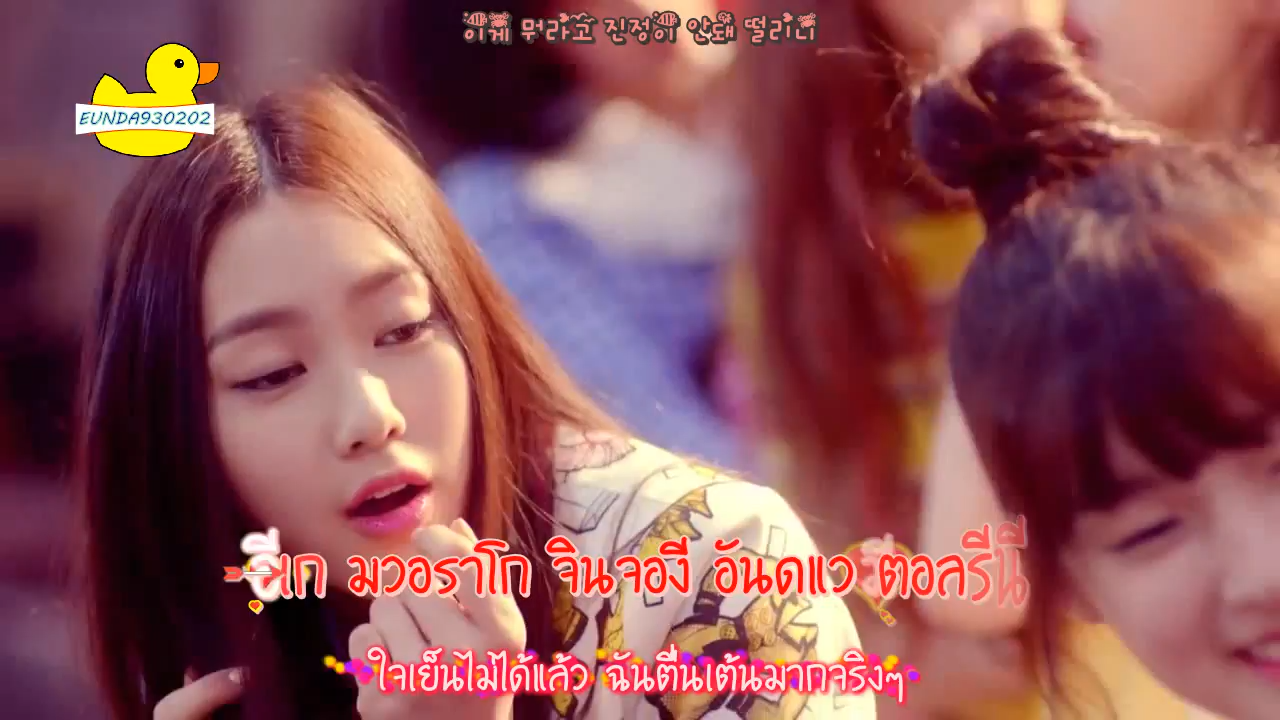 이게 뭐라고 진정이 안돼 떨리니
EUNDA930202
อีเก มวอราโก จินจองี อันดแว ตอลรีนี
ใจเย็นไม่ได้แล้ว ฉันตื่นเต้นมากจริงๆ